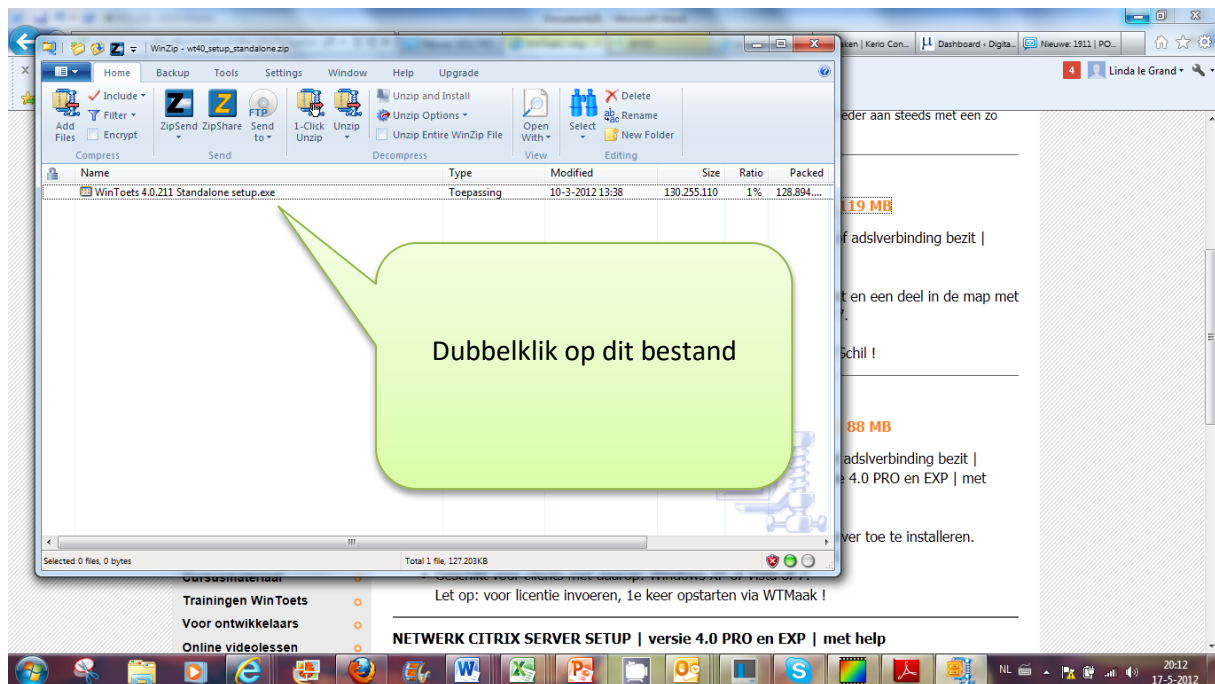 WinZip - wt40_setup_standalone.zip
Home Backup Tools Settings Window Help Upgrade
Add Files
Include
Filter
Encrypt
Compress
ZipSend
ZipShare
FTP
Send to
Send
1-Click Unzip
Unzip
Unzip and Install
Unzip Options
Unzip Entire WinZip File
Decompress
Open With
View
Select
Delete
Rename
New Folder
Editing
Name Type Modified Size Ratio Packed
WinToets 4.0.211 Standalone setup.exe Toepassing 10-3-2012 13:38 130.255.110 1% 128.894....
Dubbelklik op dit bestand
Selected 0 files, 0 bytes
Total 1 file, 127.203KB
Dashboard ‹ Digita...
Nieuwe: 1911 | PO...
4 Linda le Grand
eder aan steeds met een zo
119 MB
f adslverbinding bezit |
t en een deel in de map met
7.
Schil !
88 MB
adslverbinding bezit |
e 4.0 PRO en EXP | met
ver toe te installeren.
Let op: voor licentie invoeren, 1e keer opstarten via WTMaak !
NETWERK CITRIX SERVER SETUP | versie 4.0 PRO en EXP | met help
Cursusmateriaal
Trainingen WinToets
Voor ontwikkelaars
Online videolessen
NL
20:12
17-5-2012